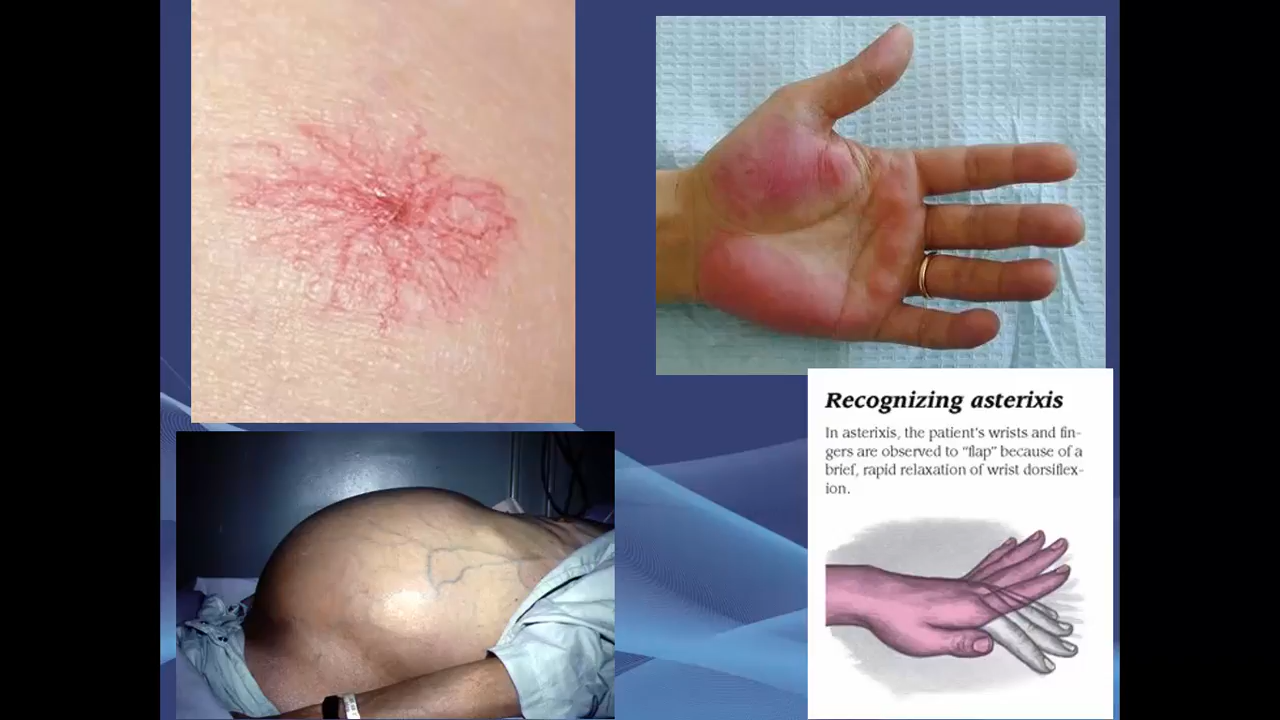 Recognizing asterixis
In asterixis, the patient's wrists and fin-
gers are observed to "flap" because of a
brief, rapid relaxation of wrist dorsiflex-
ion.